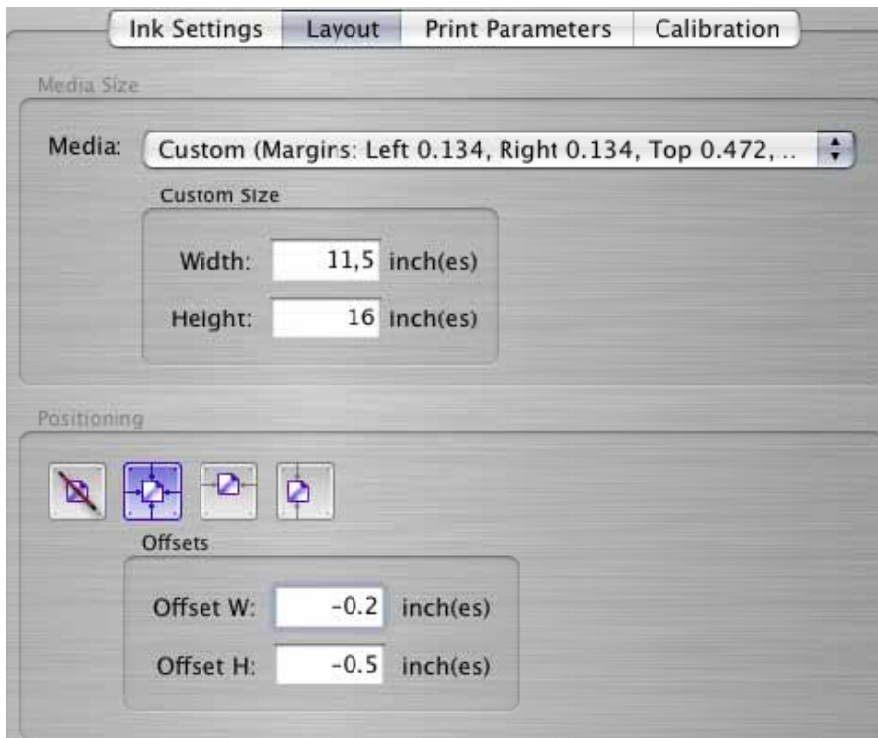 Ink Settings Layout Print Parameters Calibration
Media Size
Media: Custom (Margins: Left 0.134, Right 0.134, Top 0.472, ..
Custom Size
Width: 11,5 inch(es)
Height: 16 inch(es)
Positioning
Offsets
Offset W: -0.2 inch(es)
Offset H: -0.5 inch(es)